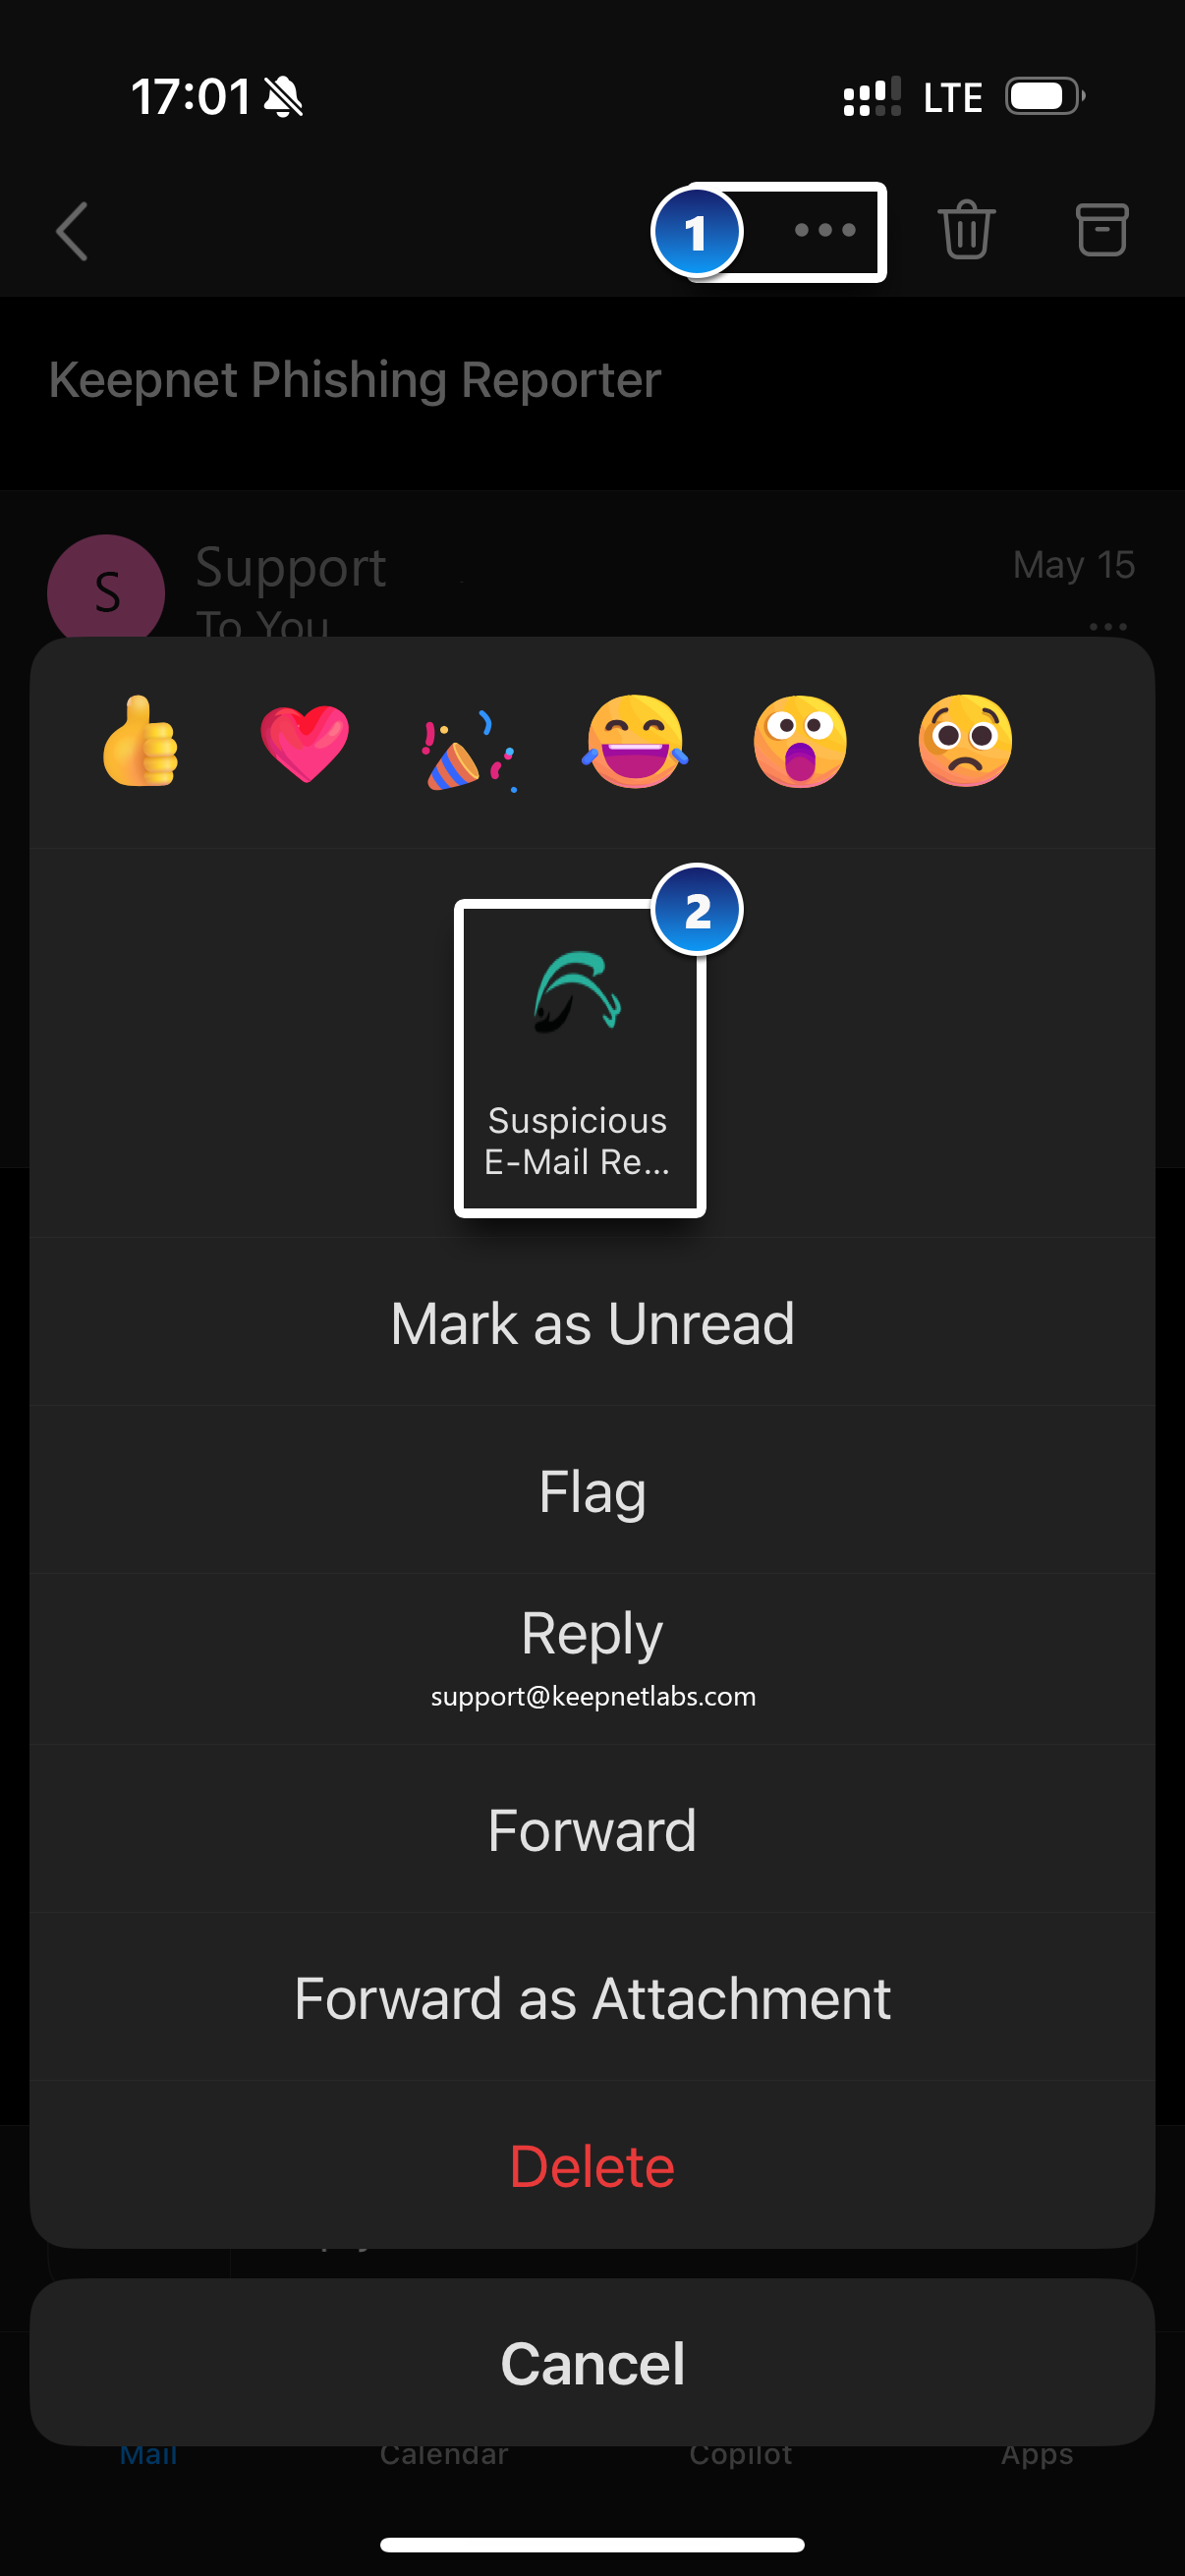 17:01
LTE
1
Keepnet Phishing Reporter
S
Support
May 15
To You
2
Suspicious
E-Mail Re...
Mark as Unread
Flag
Reply
support@keepnetlabs.com
Forward
Forward as Attachment
Delete
Cancel
Mail
Calendar
Copilot
Apps